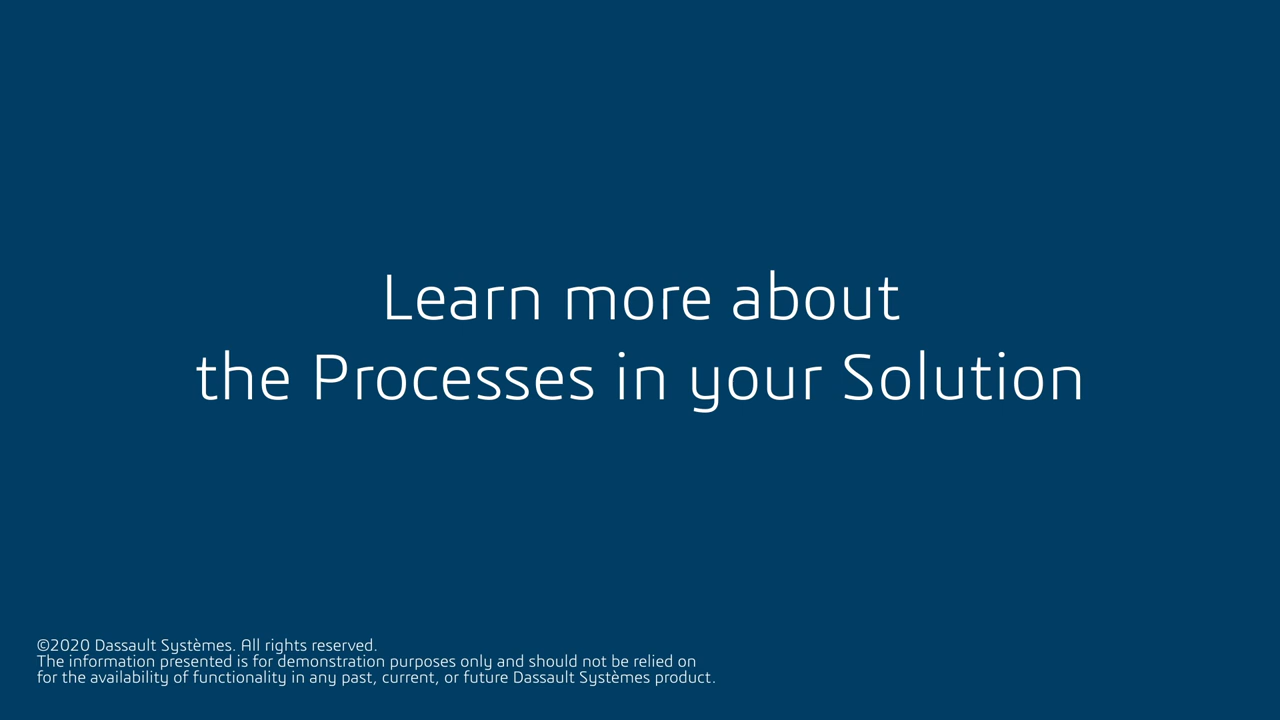 Learn more about
the Processes in your Solution
©2020 Dassault Systèmes. All rights reserved.
The information presented is for demonstration purposes only and should not be relied on
for the availability of functionality in any past, current, or future Dassault Systèmes product.